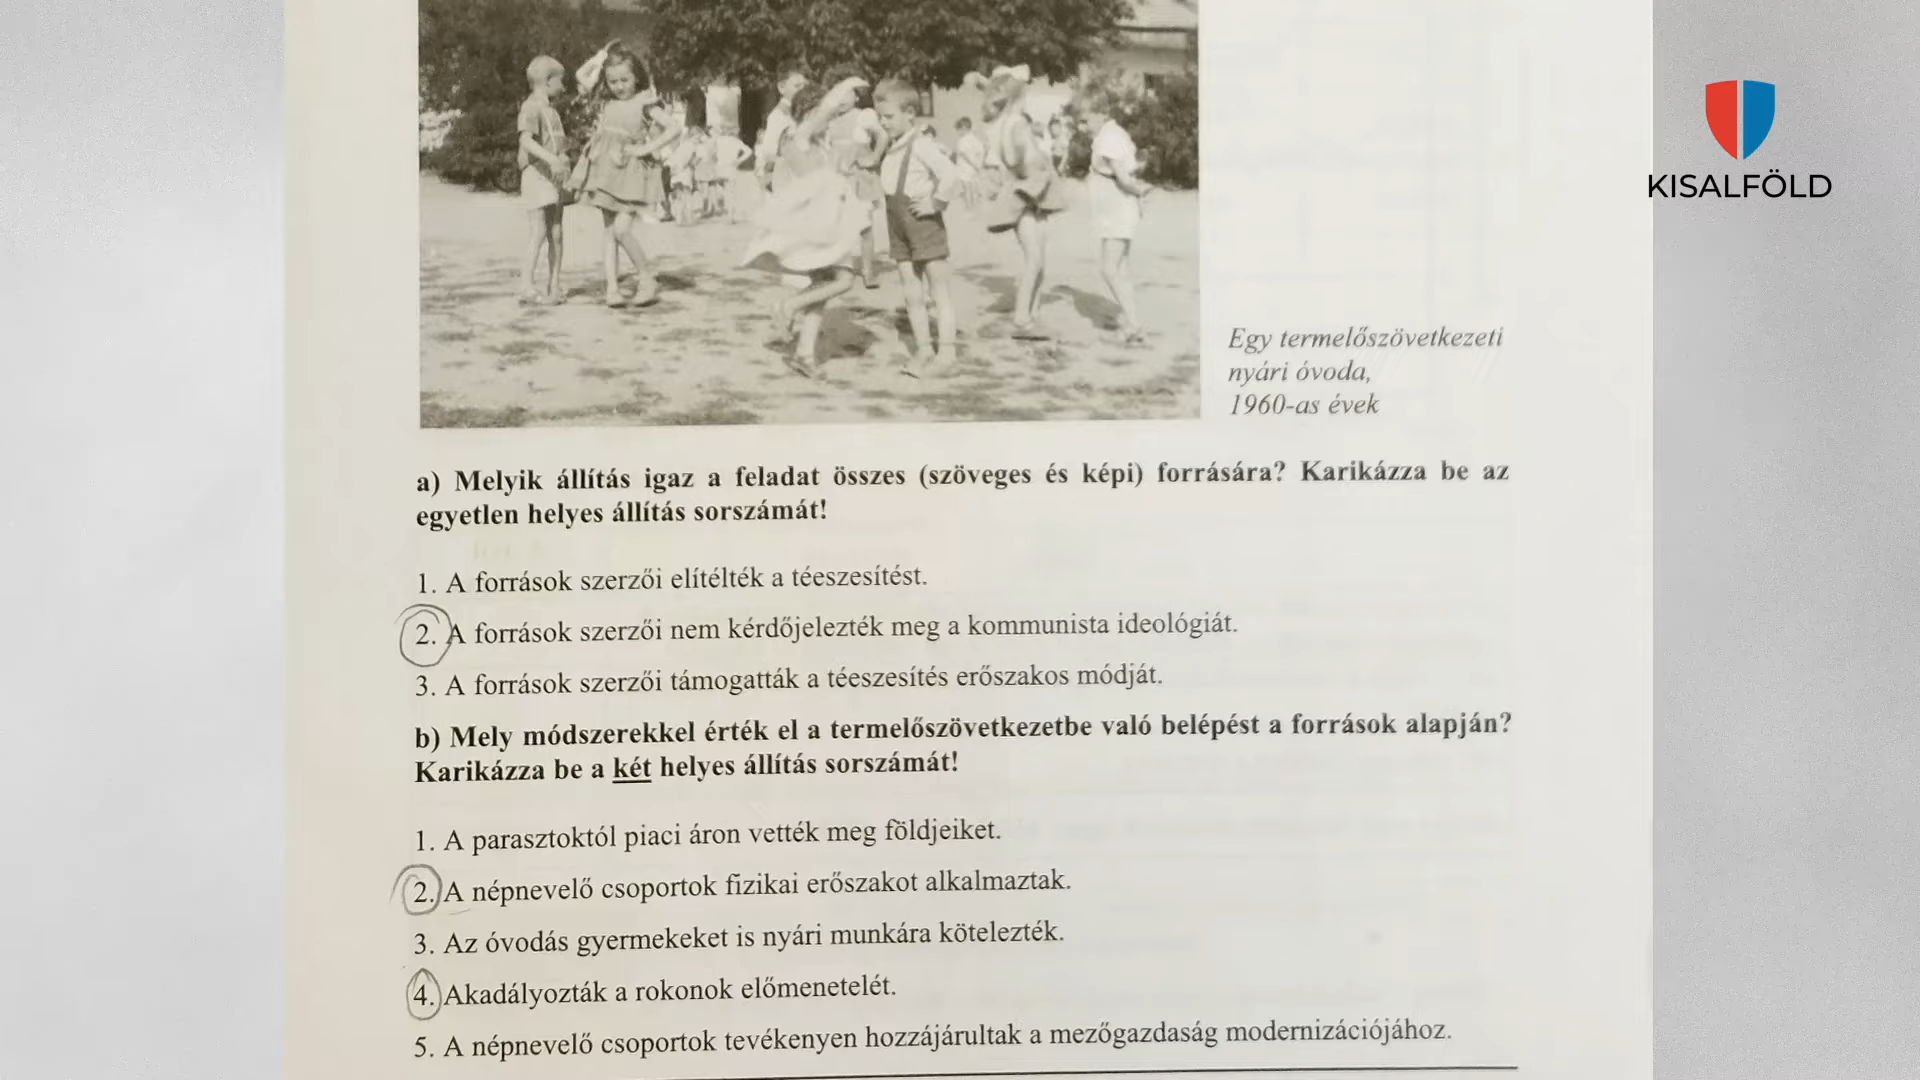 KISALFÖLD
Egy termelőszövetkezeti
nyári óvoda,
1960-as évek
a) Melyik állítás igaz a feladat összes (szöveges és képi) forrására? Karikázza be az
egyetlen helyes állítás sorszámát!
1. A források szerzői elítélték a téeszesítést.
2. A források szerzői nem kérdőjelezték meg a kommunista ideológiát.
3. A források szerzői támogatták a téeszesítés erőszakos módját.
b) Mely módszerekkel érték el a termelőszövetkezetbe való belépést a források alapján?
Karikázza be a két helyes állítás sorszámát!
1. A parasztoktól piaci áron vették meg földjeiket.
2. A népnevelő csoportok fizikai erőszakot alkalmaztak.
3. Az óvodás gyermekeket is nyári munkára kötelezték.
4. Akadályozták a rokonok előmenetelét.
5. A népnevelő csoportok tevékenyen hozzájárultak a mezőgazdaság modernizációjához.